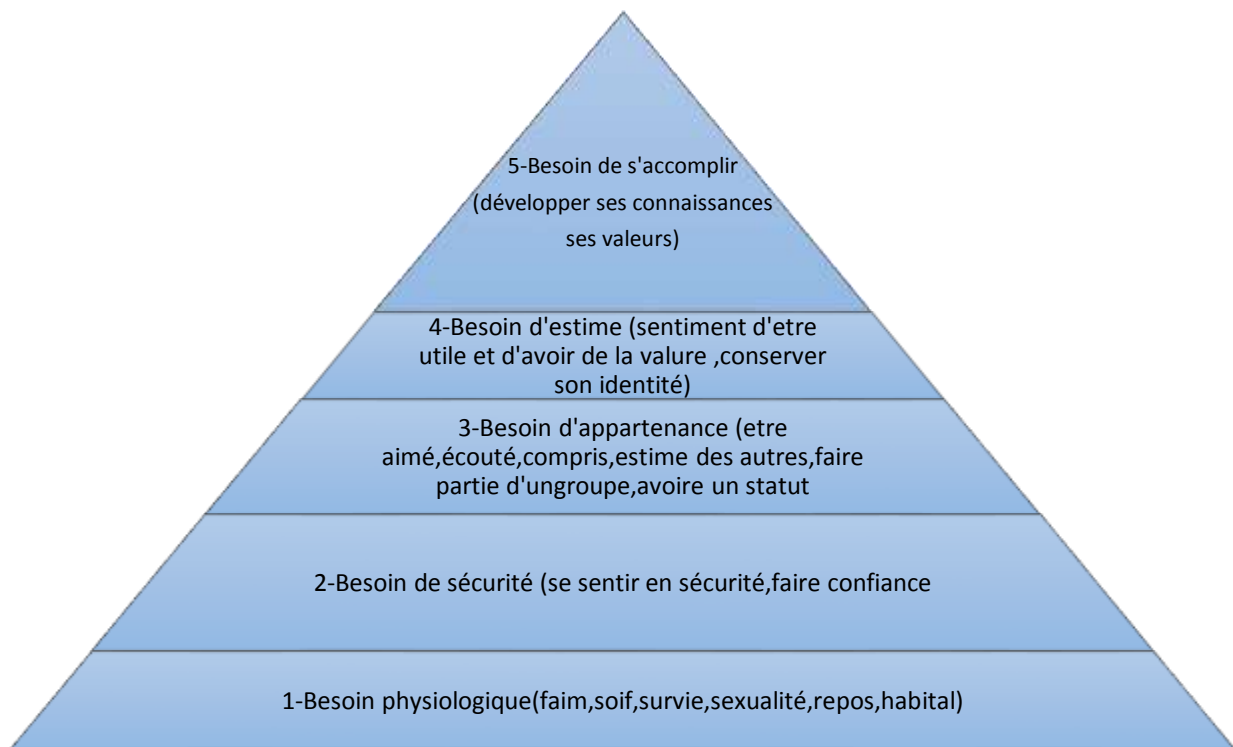 5-Besoin de s'accomplir
(développer ses connaissances
ses valeurs)
4-Besoin d'estime (sentiment d'etre
utile et d'avoir de la valure ,conserver
son identité)
3-Besoin d'appartenance (etre
aimé,écouté,compris,estime des autres,faire
partie d'ungroupe,avoire un statut
2-Besoin de sécurité (se sentir en sécurité,faire confiance
1-Besoin physiologique(faim,soif,survie,sexualité,repos,habital)